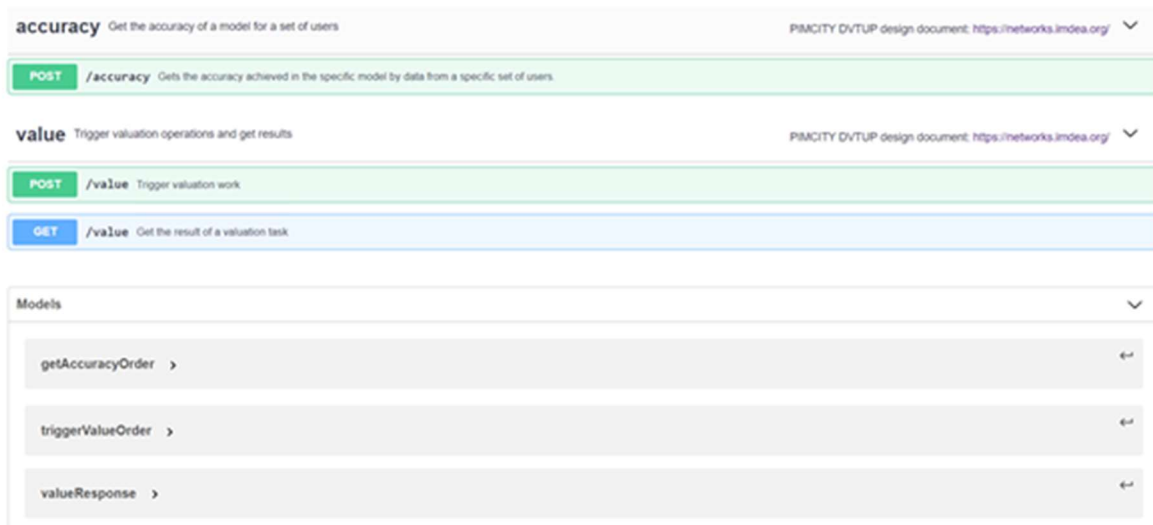 accuracy Get the accuracy of a model for a set of users PIMCITY DVTUP design document: https://networks.imdea.org/
POST /accuracy Gets the accuracy achieved in the specific model by data from a specific set of users.
value Trigger valuation operations and get results PIMCITY DVTUP design document: https://networks.imdea.org/
POST /value Trigger valuation work
GET /value Get the result of a valuation task
Models
getAccuracyOrder
triggerValueOrder
valueResponse